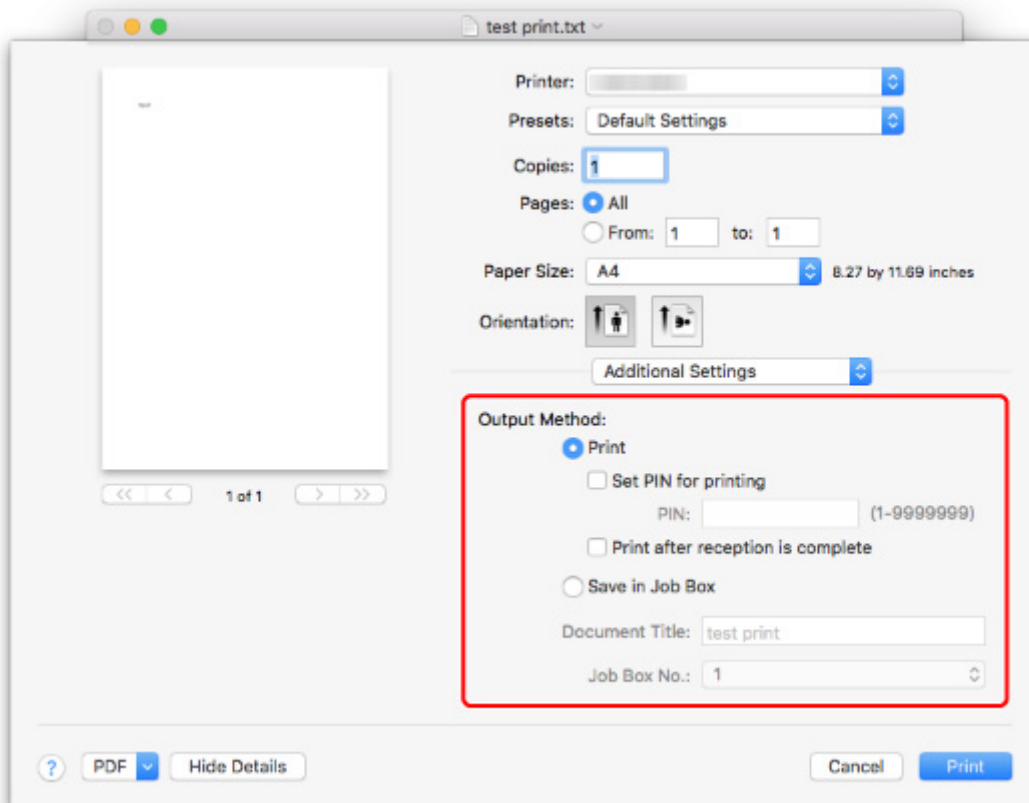 test print.txt
Printer:
Presets: Default Settings
Copies: 1
Pages: All
From: 1 to: 1
Paper Size: A4 8.27 by 11.69 inches
Orientation:
Additional Settings
Output Method:
Print
Set PIN for printing
PIN: (1-9999999)
Print after reception is complete
Save in Job Box
Document Title: test print
Job Box No.: 1
<< < 1 of 1 > >>
? PDF Hide Details Cancel Print